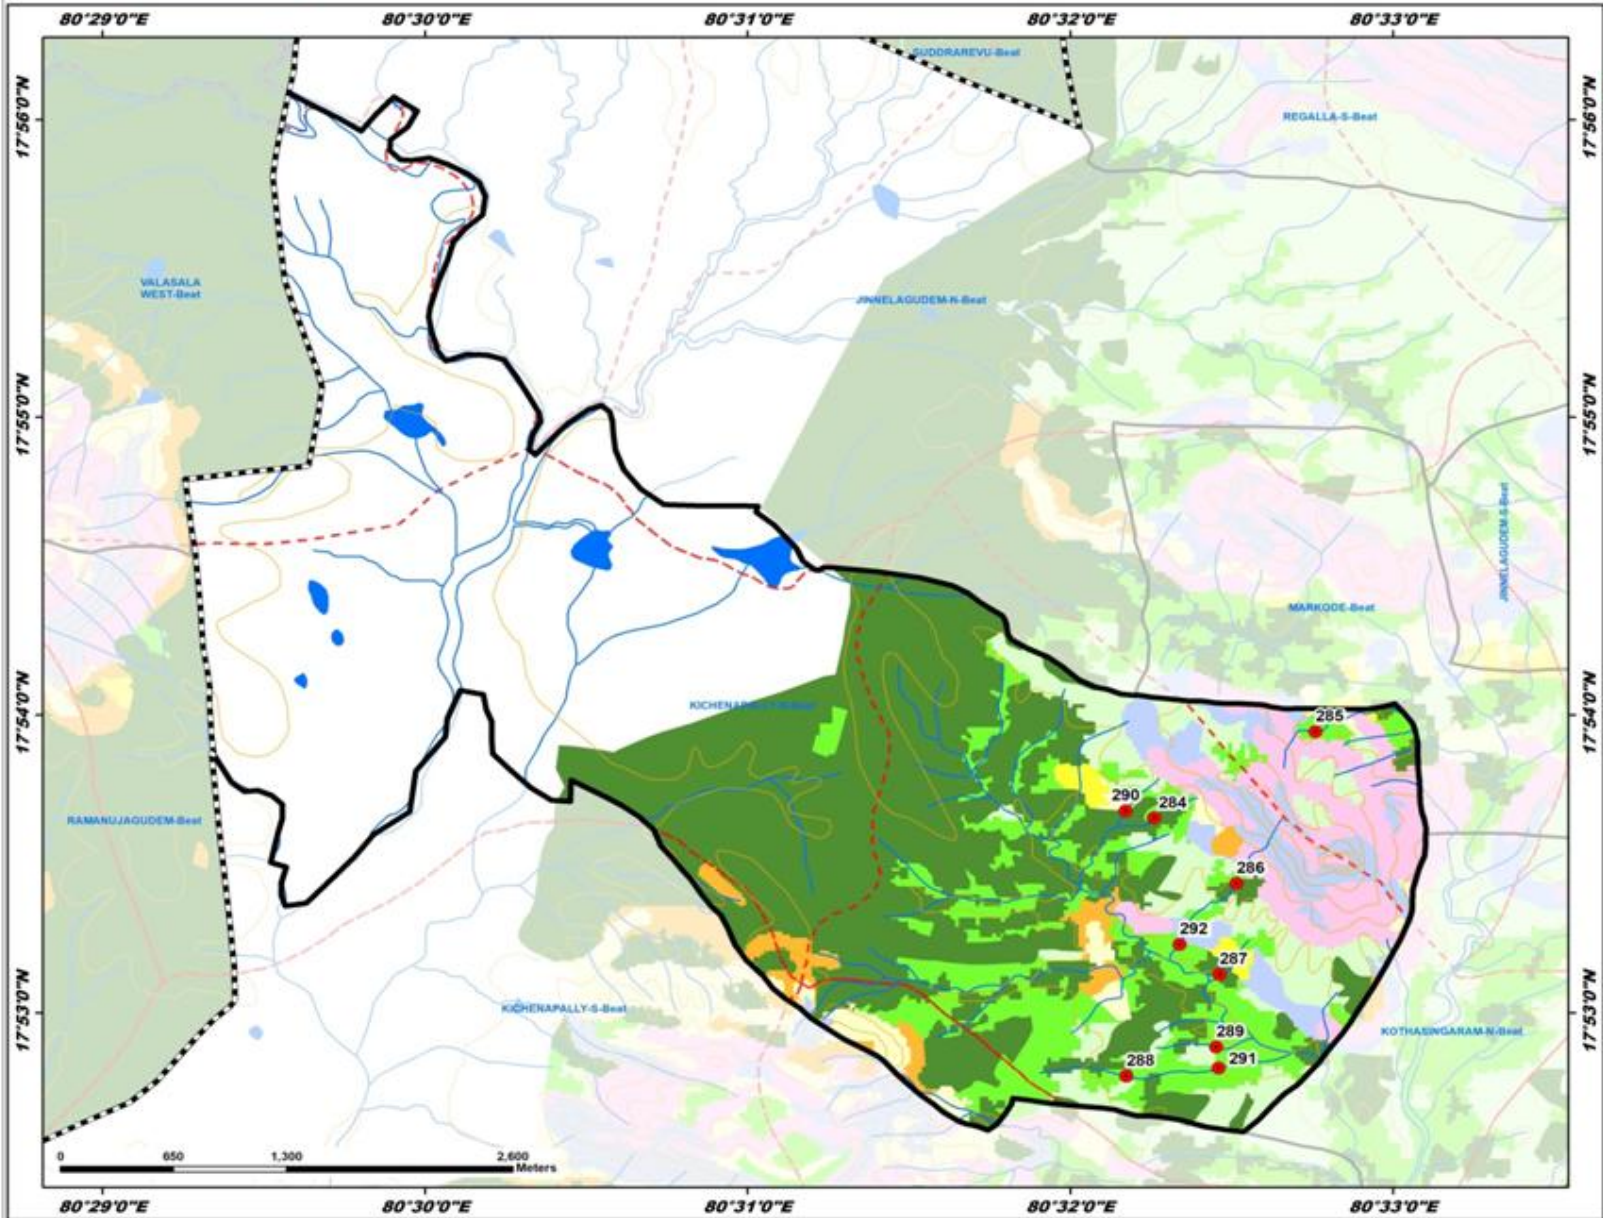 80°29'0"E 80°30'0"E 80°31'0"E 80°32'0"E 80°33'0"E
SUDDRAREVU-Beat
17°56'0"N 17°56'0"N
REGALLA-S-Beat
VALASALA
WEST-Beat
JINNELAGUDEM-N-Beat
17°55'0"N 17°55'0"N
JINNELAGUDEM-S-Beat
MARKODE-Beat
17°54'0"N 17°54'0"N
285
290 284
RAMANUJAGUDEM-Beat
286
292
287
17°53'0"N 17°53'0"N
KICHENAPALLY-S-Beat
KOTHASINGARAM-N-Beat
289
288 291
0 650 1,300 2,600
Meters
80°29'0"E 80°30'0"E 80°31'0"E 80°32'0"E 80°33'0"E